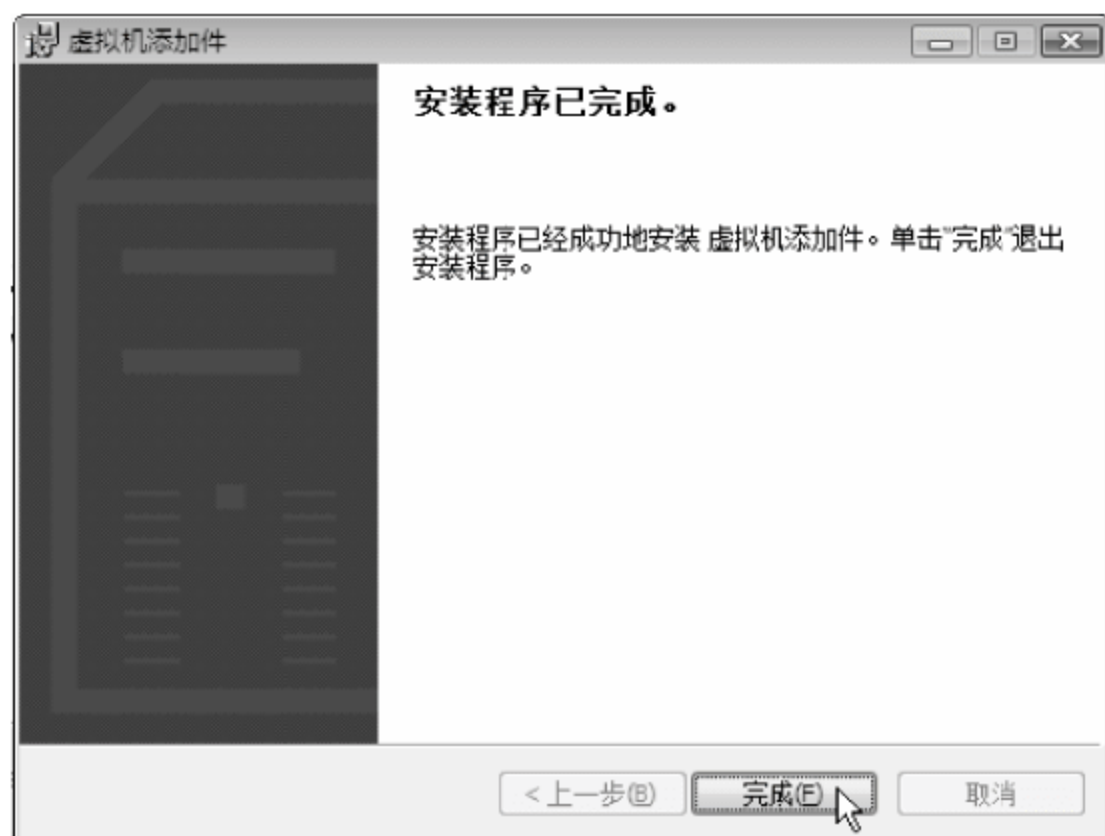 虚拟机添加件
安装程序已完成。
安装程序已经成功地安装 虚拟机添加件。单击"完成"退出
安装程序。
<上一步(B)
完成(F)
取消